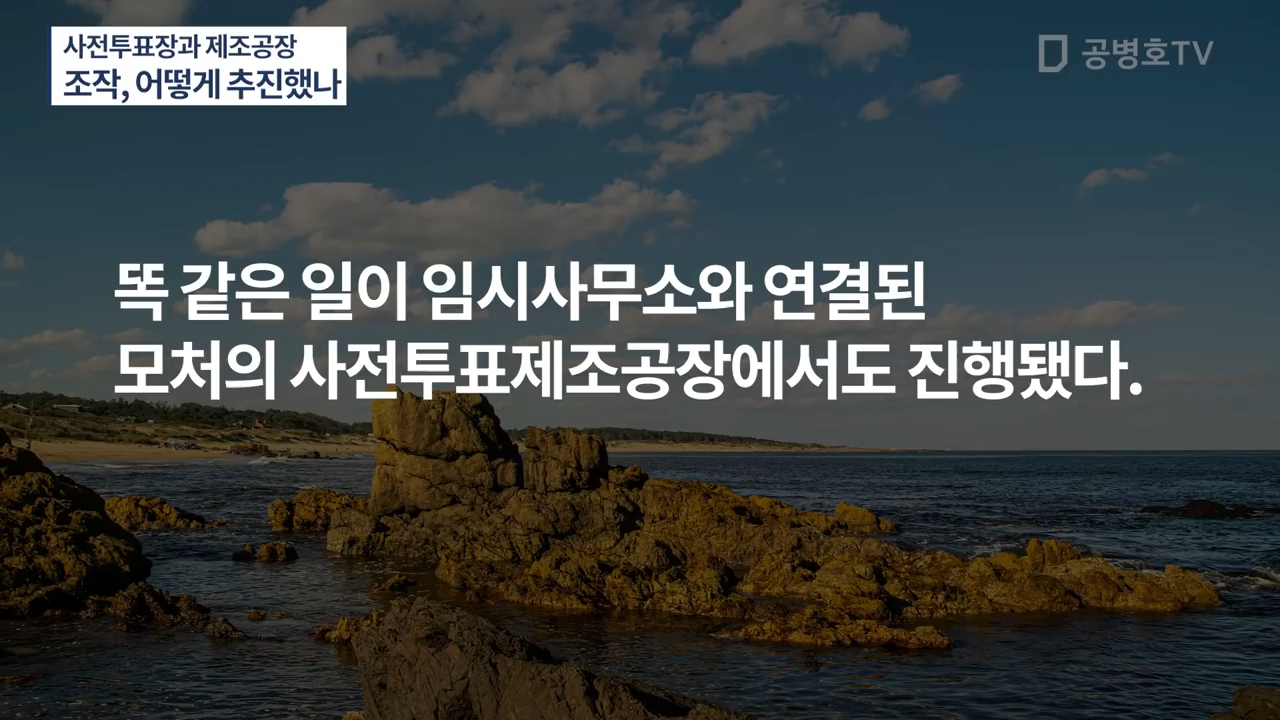 사전투표장과 제조공장
조작, 어떻게 추진했나
공병호TV
똑 같은 일이 임시사무소와 연결된
모처의 사전투표제조공장에서도 진행됐다.